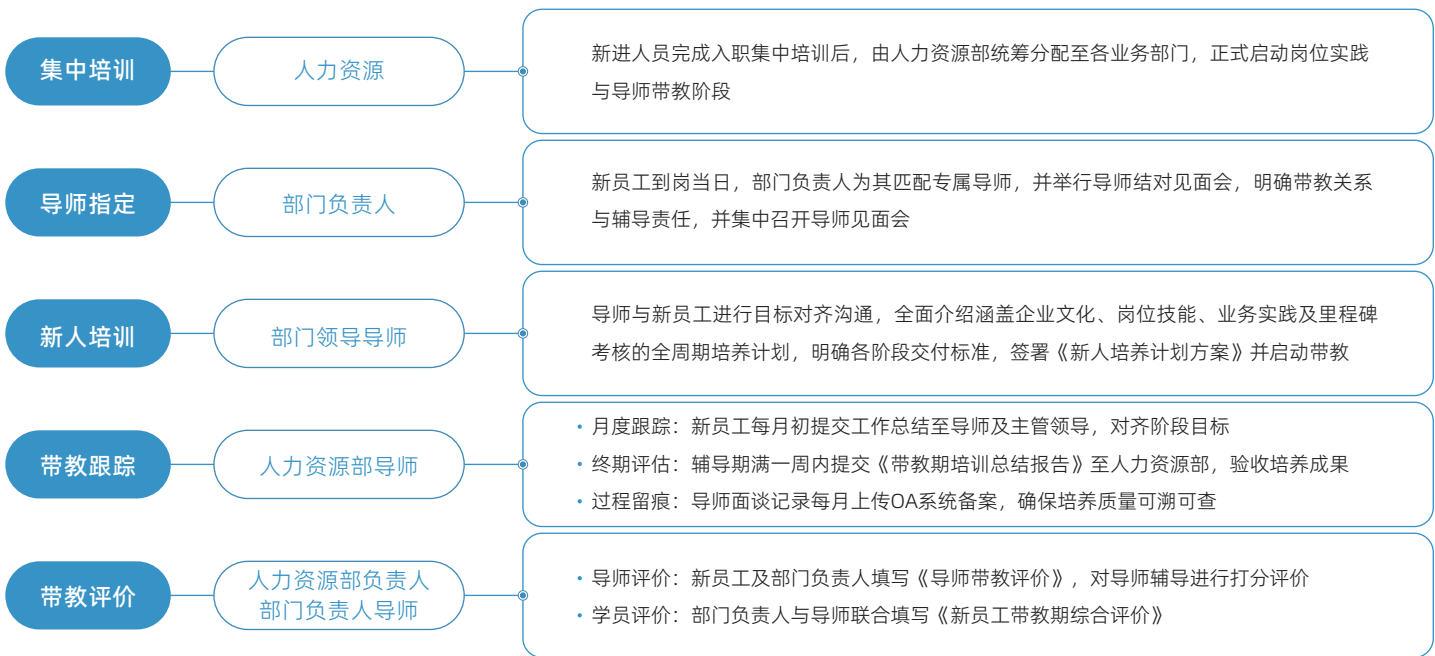 集中培训
人力资源
新进人员完成入职集中培训后，由人力资源部统筹分配至各业务部门，正式启动岗位实践
与导师带教阶段
导师指定
部门负责人
新员工到岗当日，部门负责人为其匹配专属导师，并举行导师结对见面会，明确带教关系
与辅导责任，并集中召开导师见面会
新人培训
部门领导导师
导师与新员工进行目标对齐沟通，全面介绍涵盖企业文化、岗位技能、业务实践及里程碑
考核的全周期培养计划，明确各阶段交付标准，签署《新人培养计划方案》并启动带教
带教跟踪
人力资源部导师
• 月度跟踪：新员工每月初提交工作总结至导师及主管领导，对齐阶段目标
• 终期评估：辅导期满一周内提交《带教期培训总结报告》至人力资源部，验收培养成果
• 过程留痕：导师面谈记录每月上传OA系统备案，确保培养质量可溯可查
带教评价
人力资源部负责人
部门负责人导师
• 导师评价：新员工及部门负责人填写《导师带教评价》，对导师辅导进行打分评价
• 学员评价：部门负责人与导师联合填写《新员工带教期综合评价》